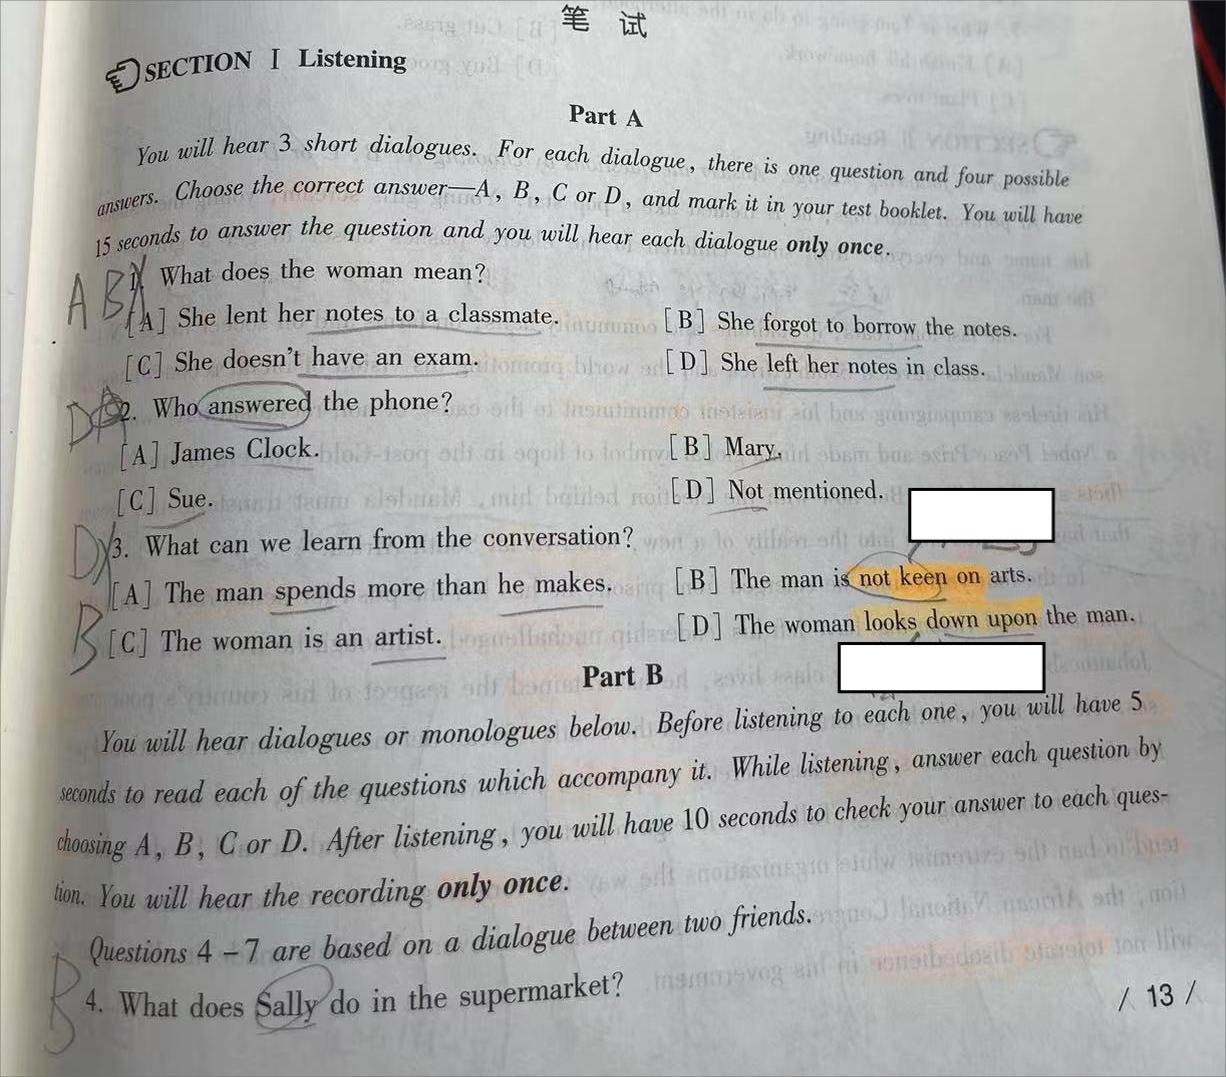 笔 试
SECTION Ⅰ Listening
Part A
You will hear 3 short dialogues. For each dialogue, there is one question and four possible
answers. Choose the correct answer—A, B, C or D, and mark it in your test booklet. You will have
15 seconds to answer the question and you will hear each dialogue only once.
A B 1. What does the woman mean?
[A] She lent her notes to a classmate. [B] She forgot to borrow the notes.
[C] She doesn't have an exam. [D] She left her notes in class.
D 2. Who answered the phone?
[A] James Clock. [B] Mary.
[C] Sue. [D] Not mentioned.
D 3. What can we learn from the conversation?
[A] The man spends more than he makes. [B] The man is not keen on arts.
B [C] The woman is an artist. [D] The woman looks down upon the man.
Part B
You will hear dialogues or monologues below. Before listening to each one, you will have 5
seconds to read each of the questions which accompany it. While listening, answer each question by
choosing A, B, C or D. After listening, you will have 10 seconds to check your answer to each ques-
tion. You will hear the recording only once.
Questions 4-7 are based on a dialogue between two friends.
B 4. What does Sally do in the supermarket?
/ 13 /